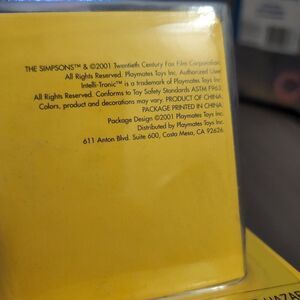 THE SIMPSONS™ & ©2001 Twentieth Century Fox Film Corporation.
All Rights Reserved. Playmates Toys Inc. Authorized User
Intelli-Tronic™ is a trademark of Playmates Toys Inc.
All Rights Reserved. Conforms to Toy Safety Standards ASTM F963.
Colors, product and decorations may vary. PRODUCT OF CHINA.
PACKAGE PRINTED IN CHINA.
Package Design ©2001 Playmates Toys Inc.
Distributed by Playmates Toys Inc.
611 Anton Blvd. Suite 600, Costa Mesa, CA 92626.